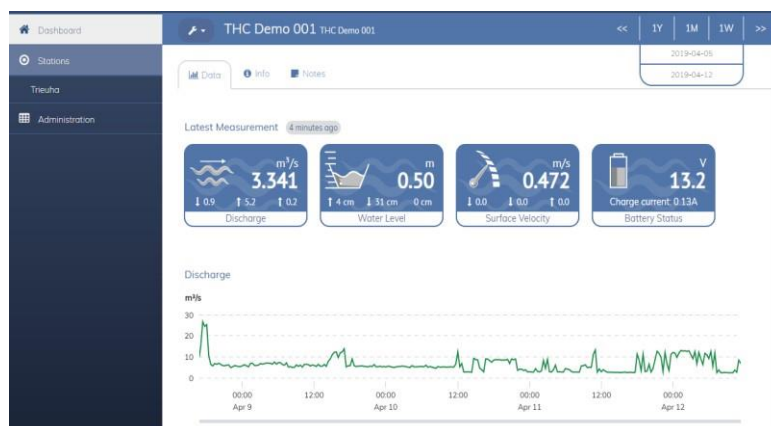 Dashboard
Stations
Trieuha
Administration
THC Demo 001 THC Demo 001
<< 1Y 1M 1W >>
2019-04-05
2019-04-12
Data Info Notes
Latest Measurement 4 minutes ago
m³/s m m/s V
3.341 0.50 0.472 13.2
↓ 0.9 ↑ 5.2 ↑ 0.2 ↑ 4 cm ↓ 31 cm 0 cm ↓ 0.0 ↓ 0.0 ↑ 0.0 Charge current: 0.13A
Discharge Water Level Surface Velocity Battery Status
Discharge
m³/s
30
20
10
0
00:00 12:00 00:00 12:00 00:00 12:00 00:00
Apr 9 Apr 10 Apr 11 Apr 12